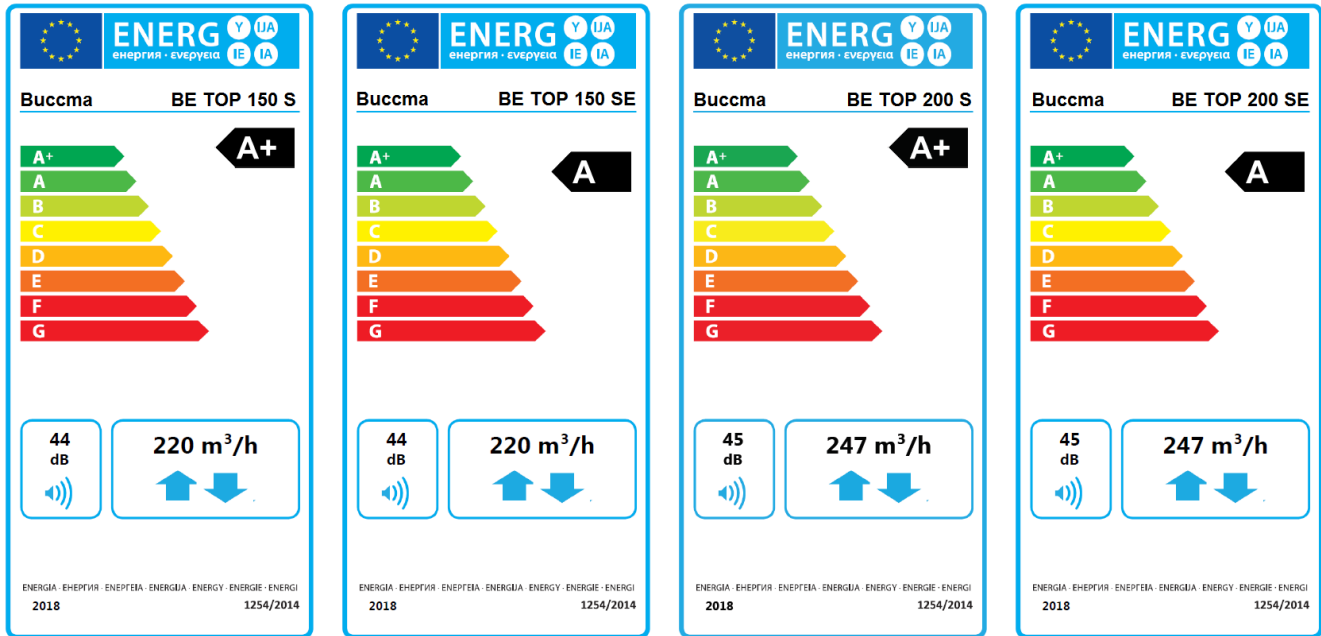 ENERG Y IJA
енергия · ενεργεια IE IA
Buccma BE TOP 150 S
A+
A+
A
B
C
D
E
F
G
44
dB
220 m³/h
ENERGIA · ЕНЕРГИЯ · ΕΝΕΡΓΕΙΑ · ENERGIJA · ENERGY · ENERGIE · ENERGI
2018 1254/2014
ENERG Y IJA
енергия · ενεργεια IE IA
Buccma BE TOP 150 SE
A+
A
A
B
C
D
E
F
G
44
dB
220 m³/h
ENERGIA · ЕНЕРГИЯ · ΕΝΕΡΓΕΙΑ · ENERGIJA · ENERGY · ENERGIE · ENERGI
2018 1254/2014
ENERG Y IJA
енергия · ενεργεια IE IA
Buccma BE TOP 200 S
A+
A+
A
B
C
D
E
F
G
45
dB
247 m³/h
ENERGIA · ЕНЕРГИЯ · ΕΝΕΡΓΕΙΑ · ENERGIJA · ENERGY · ENERGIE · ENERGI
2018 1254/2014
ENERG Y IJA
енергия · ενεργεια IE IA
Buccma BE TOP 200 SE
A+
A
A
B
C
D
E
F
G
45
dB
247 m³/h
ENERGIA · ЕНЕРГИЯ · ΕΝΕΡΓΕΙΑ · ENERGIJA · ENERGY · ENERGIE · ENERGI
2018 1254/2014